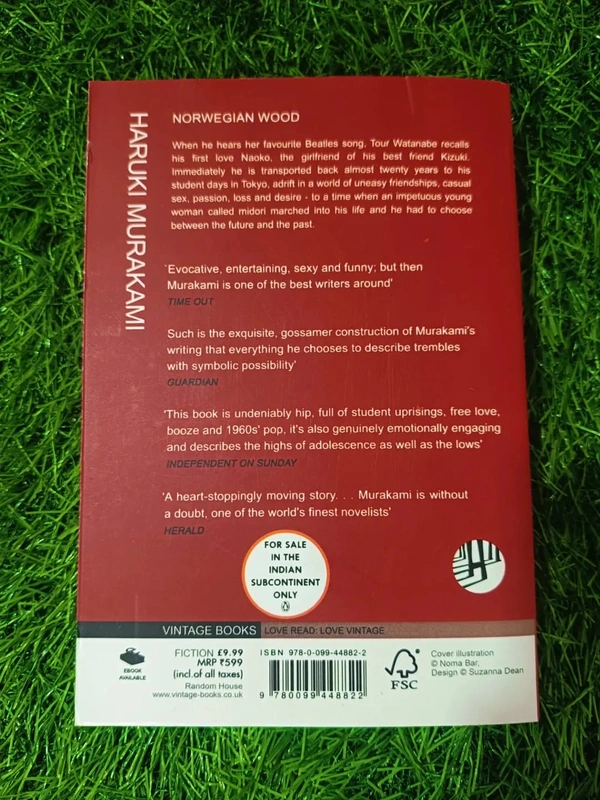 HARUKI MURAKAMI
NORWEGIAN WOOD
When he hears her favourite Beatles song, Tour Watanabe recalls
his first love Naoko, the girlfriend of his best friend Kizuki.
Immediately he is transported back almost twenty years to his
student days in Tokyo, adrift in a world of uneasy friendships, casual
sex, passion, loss and desire - to a time when an impetuous young
woman called midori marched into his life and he had to choose
between the future and the past.
`Evocative, entertaining, sexy and funny; but then
Murakami is one of the best writers around'
TIME OUT
Such is the exquisite, gossamer construction of Murakami's
writing that everything he chooses to describe trembles
with symbolic possibility'
GUARDIAN
'This book is undeniably hip, full of student uprisings, free love,
booze and 1960s' pop, it's also genuinely emotionally engaging
and describes the highs of adolescence as well as the lows'
INDEPENDENT ON SUNDAY
'A heart-stoppingly moving story. . . Murakami is without
a doubt, one of the world's finest novelists'
HERALD
FOR SALE
IN THE
INDIAN
SUBCONTINENT
ONLY
VINTAGE BOOKS LOVE READ: LOVE VINTAGE
EBOOK
AVAILABLE
FICTION £9.99
MRP ₹599
(incl.of all taxes)
Random House
www.vintage-books.co.uk
ISBN 978-0-099-44882-2
9 780099 448822
FSC
Cover illustration
© Noma Bar;
Design © Suzanna Dean